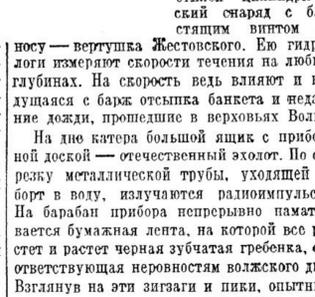 ский снаряд с ба
стящим винтом
носу — вертушка Жестовского. Ею гидр
логи измеряют скорости течения на люб
глубинах. На скорость ведь влияют и
дущаяся с барж отсыпка банкета и неда
ние дожди, прошедшие в верховьях Вол
На дне катера большой ящик с прибо
ной доской — отечественный эхолот. По
резку металлической трубы, уходящей
борт в воду, излучаются радиоимпульс
На барабан прибора непрерывно намат
вается бумажная лента, на которой все
стет и растет черная зубчатая гребенка,
ответствующая неровностям волжского д
Взглянув на эти зигзаги и пики, опытн